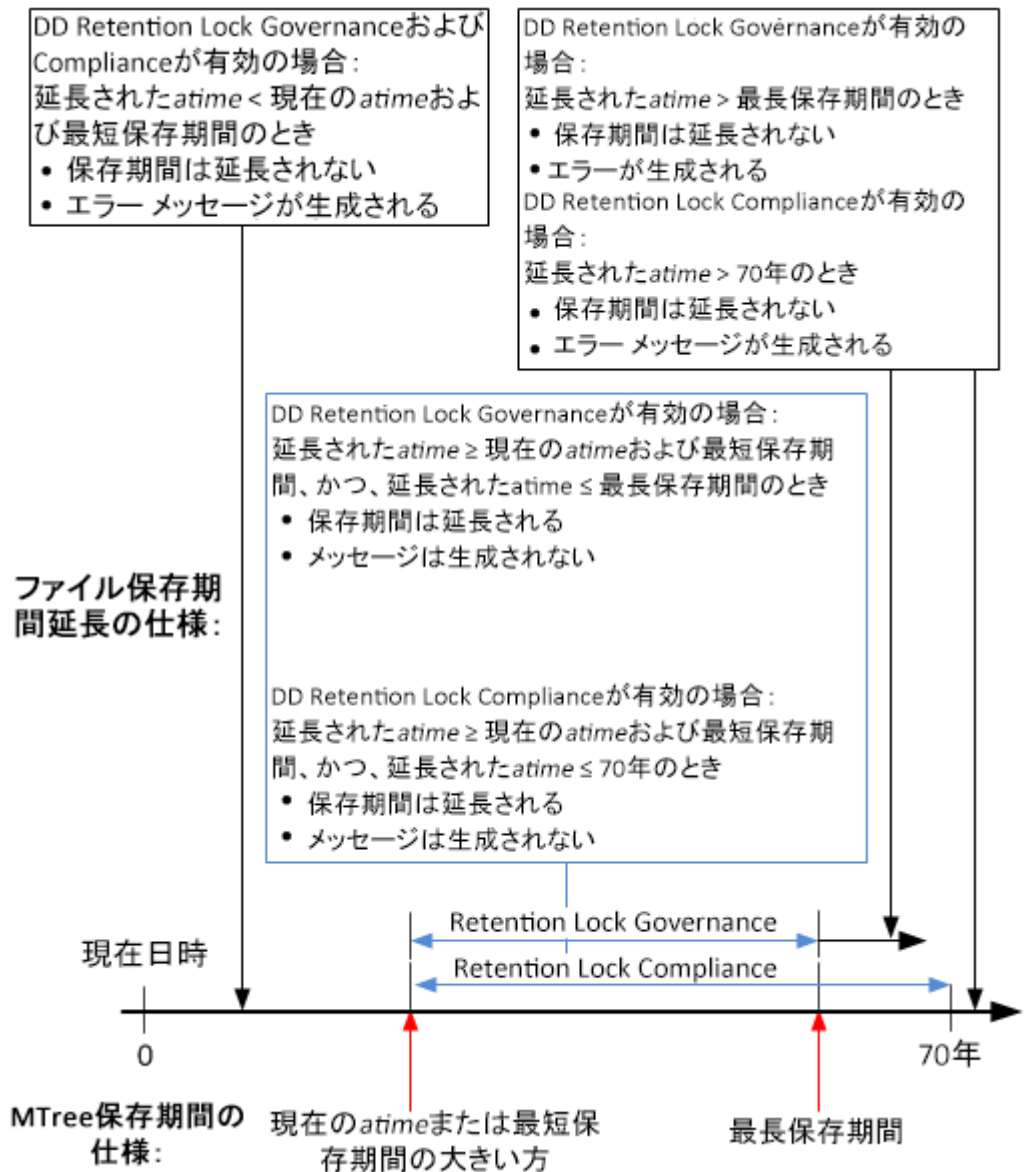 DD Retention Lock Governanceおよび
Complianceが有効の場合:
延長されたatime < 現在のatimeおよ
び最短保存期間のとき
• 保存期間は延長されない
• エラー メッセージが生成される
DD Retention Lock Governanceが有効の
場合:
延長されたatime > 最長保存期間のとき
• 保存期間は延長されない
• エラーが生成される
DD Retention Lock Complianceが有効の
場合:
延長されたatime > 70年のとき
• 保存期間は延長されない
• エラー メッセージが生成される
DD Retention Lock Governanceが有効の場合:
延長されたatime ≥ 現在のatimeおよび最短保存期
間、かつ、延長されたatime ≤ 最長保存期間のとき
• 保存期間は延長される
• メッセージは生成されない
ファイル保存期
間延長の仕様:
DD Retention Lock Complianceが有効の場合:
延長されたatime ≥ 現在のatimeおよび最短保存期
間、かつ、延長されたatime ≤ 70年のとき
• 保存期間は延長される
• メッセージは生成されない
Retention Lock Governance
現在日時
Retention Lock Compliance
0
70年
MTree保存期間の
仕様:
現在のatimeまたは最短保
存期間の大きい方
最長保存期間